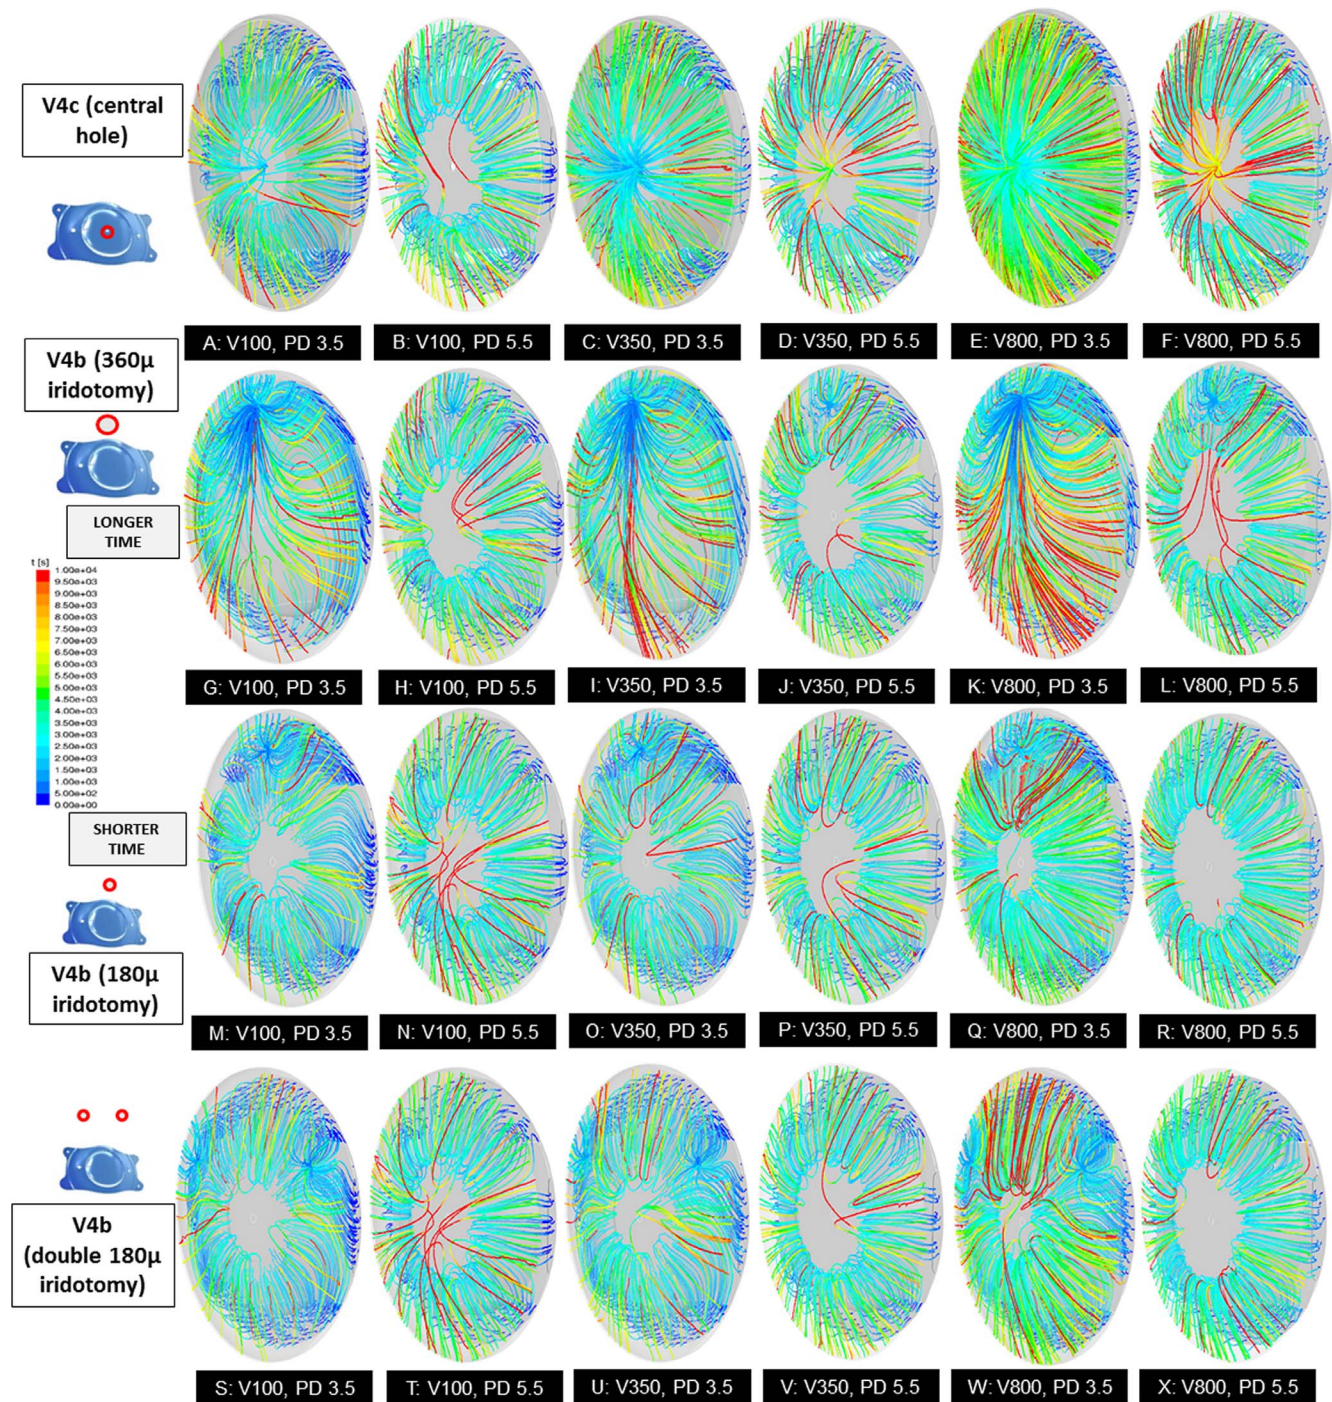 V4c (central
hole)
A: V100, PD 3.5
B: V100, PD 5.5
C: V350, PD 3.5
D: V350, PD 5.5
E: V800, PD 3.5
F: V800, PD 5.5
V4b (360µ
iridotomy)
LONGER
TIME
G: V100, PD 3.5
H: V100, PD 5.5
I: V350, PD 3.5
J: V350, PD 5.5
K: V800, PD 3.5
L: V800, PD 5.5
t [s]
1.00e+04
9.50e+03
9.00e+03
8.50e+03
8.00e+03
7.50e+03
7.00e+03
6.50e+03
6.00e+03
5.50e+03
5.00e+03
4.50e+03
4.00e+03
3.50e+03
3.00e+03
2.50e+03
2.00e+03
1.50e+03
1.00e+03
5.00e+02
0.00e+00
SHORTER
TIME
V4b (180µ
iridotomy)
M: V100, PD 3.5
N: V100, PD 5.5
O: V350, PD 3.5
P: V350, PD 5.5
Q: V800, PD 3.5
R: V800, PD 5.5
V4b
(double 180µ
iridotomy)
S: V100, PD 3.5
T: V100, PD 5.5
U: V350, PD 3.5
V: V350, PD 5.5
W: V800, PD 3.5
X: V800, PD 5.5